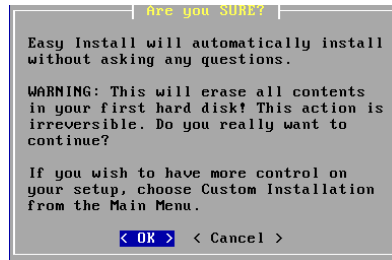 Are you SURE?
Easy Install will automatically install
without asking any questions.
WARNING: This will erase all contents
in your first hard disk! This action is
irreversible. Do you really want to
continue?
If you wish to have more control on
your setup, choose Custom Installation
from the Main Menu.
< OK > < Cancel >